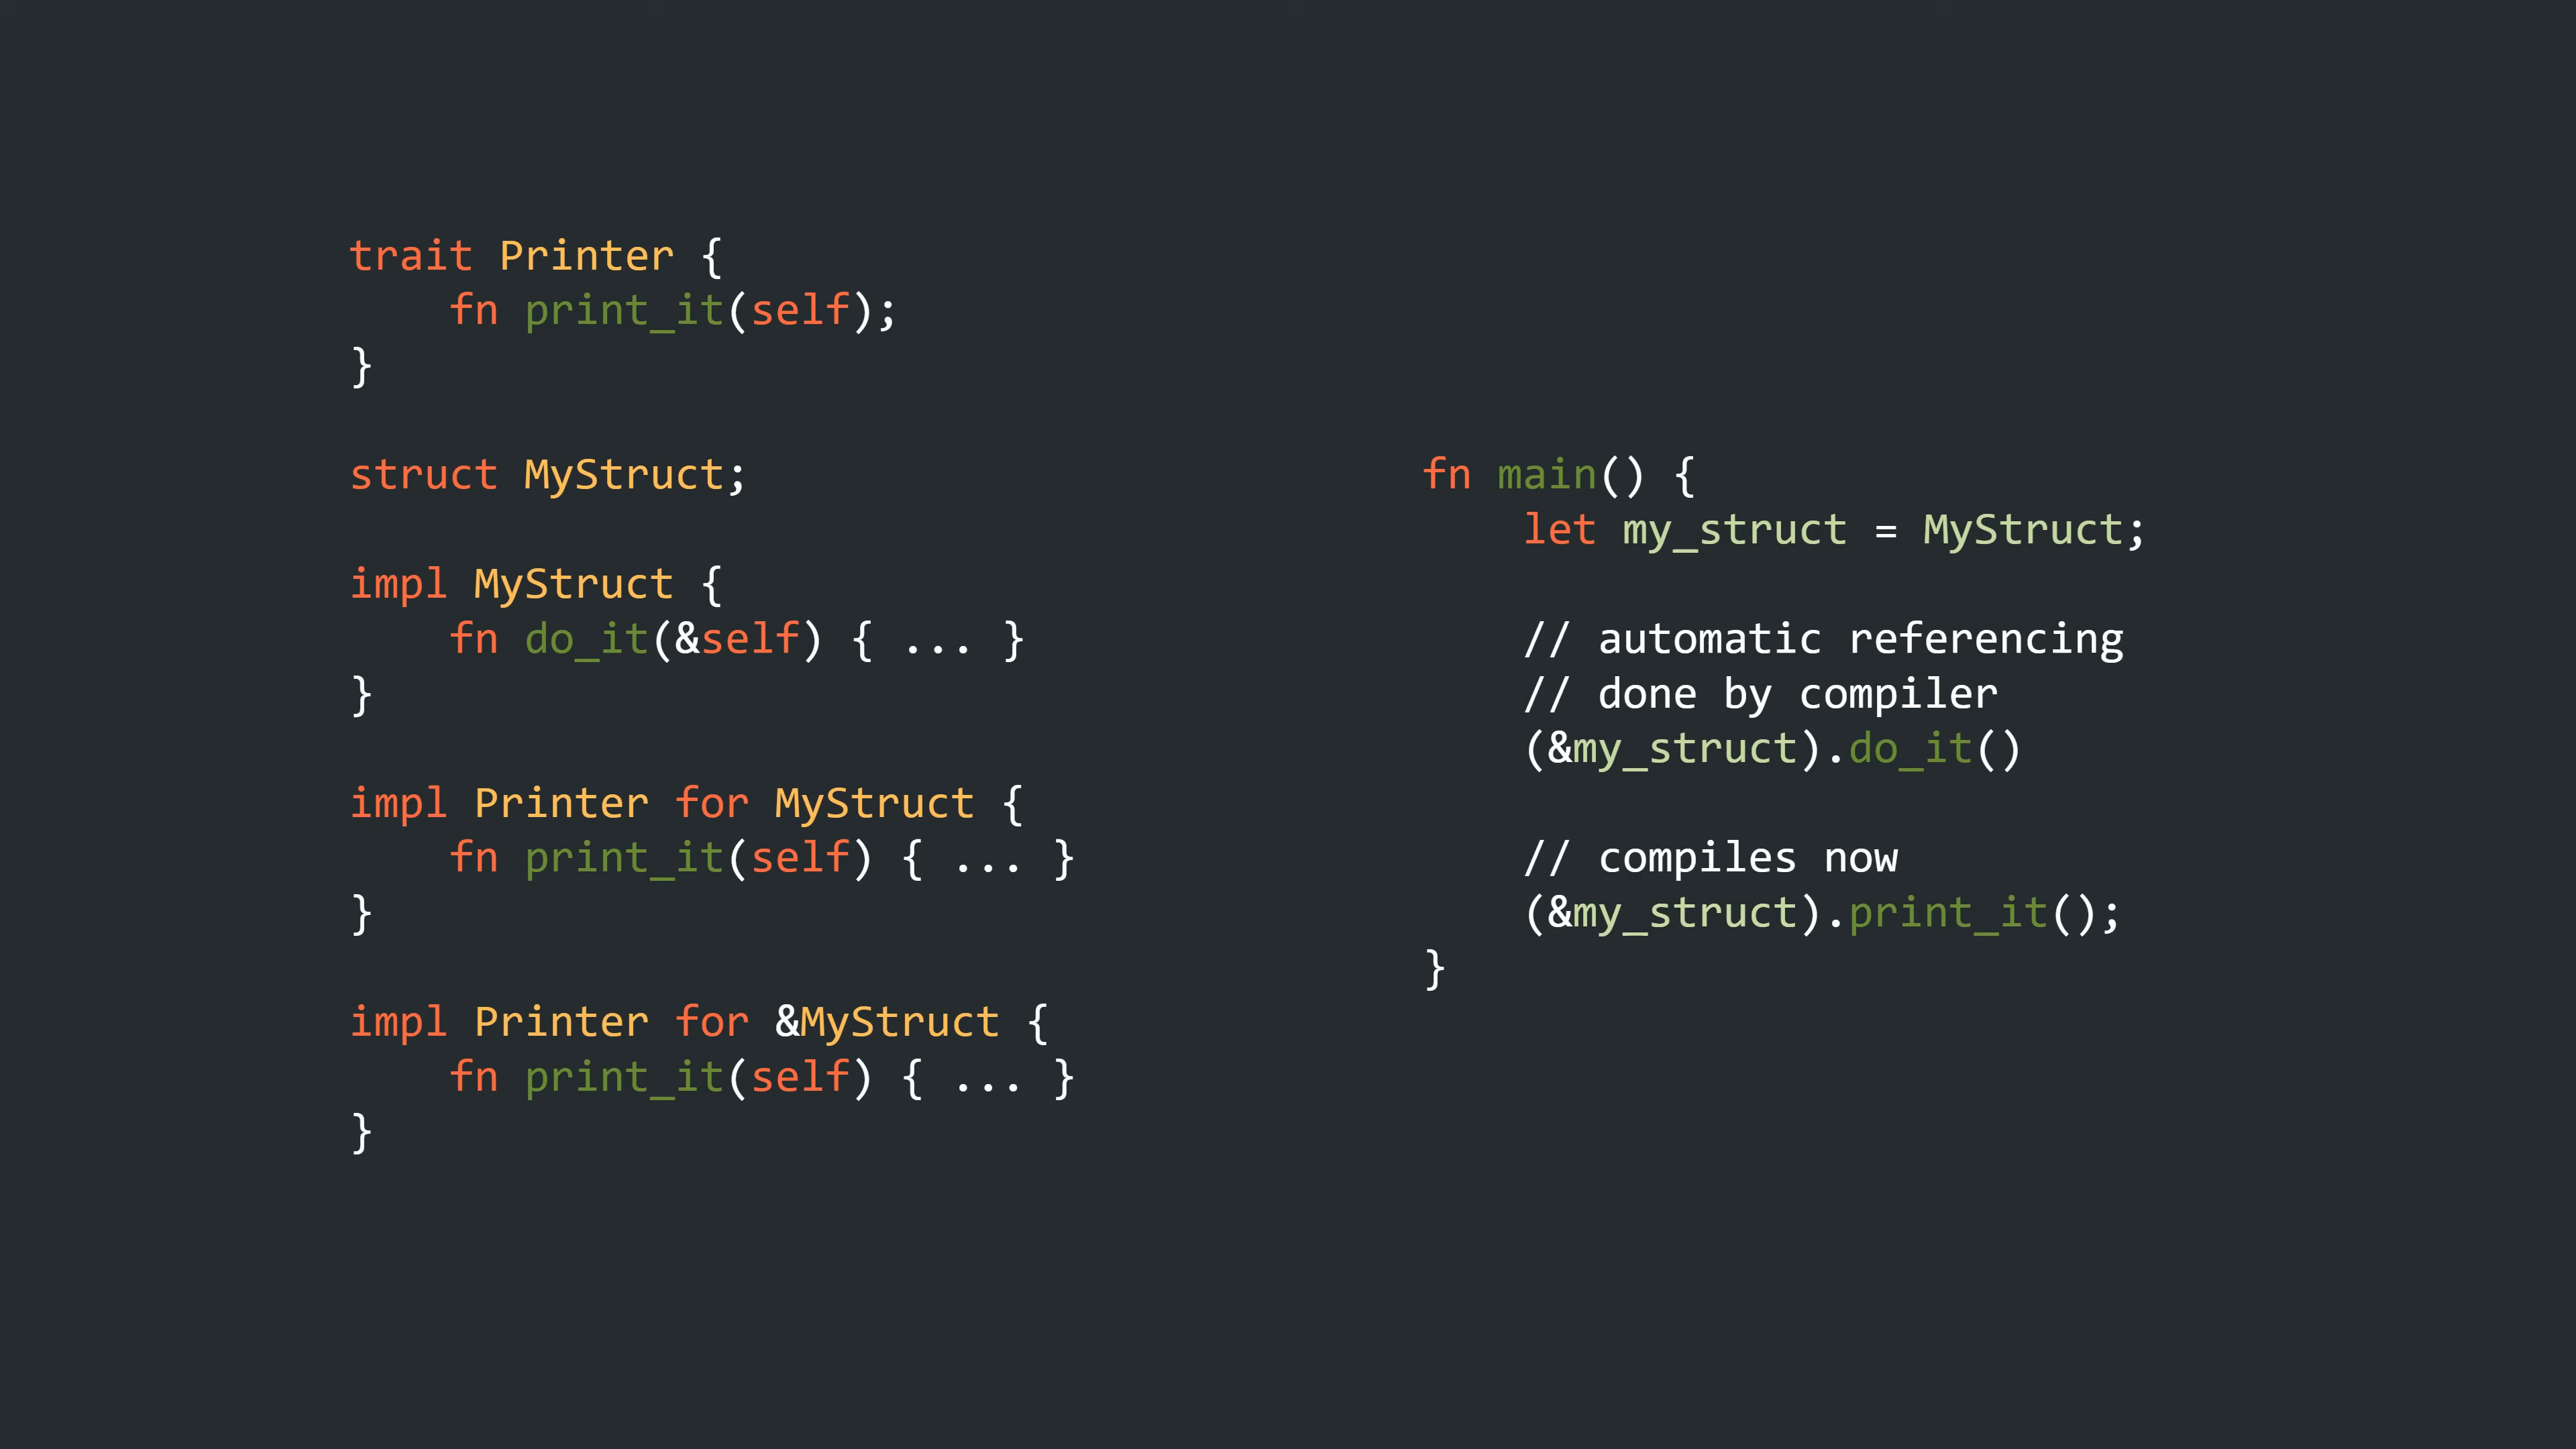 trait Printer {
    fn print_it(self);
}

struct MyStruct;

impl MyStruct {
    fn do_it(&self) { ... }
}

impl Printer for MyStruct {
    fn print_it(self) { ... }
}

impl Printer for &MyStruct {
    fn print_it(self) { ... }
}

fn main() {
    let my_struct = MyStruct;

    // automatic referencing
    // done by compiler
    (&my_struct).do_it()

    // compiles now
    (&my_struct).print_it();
}